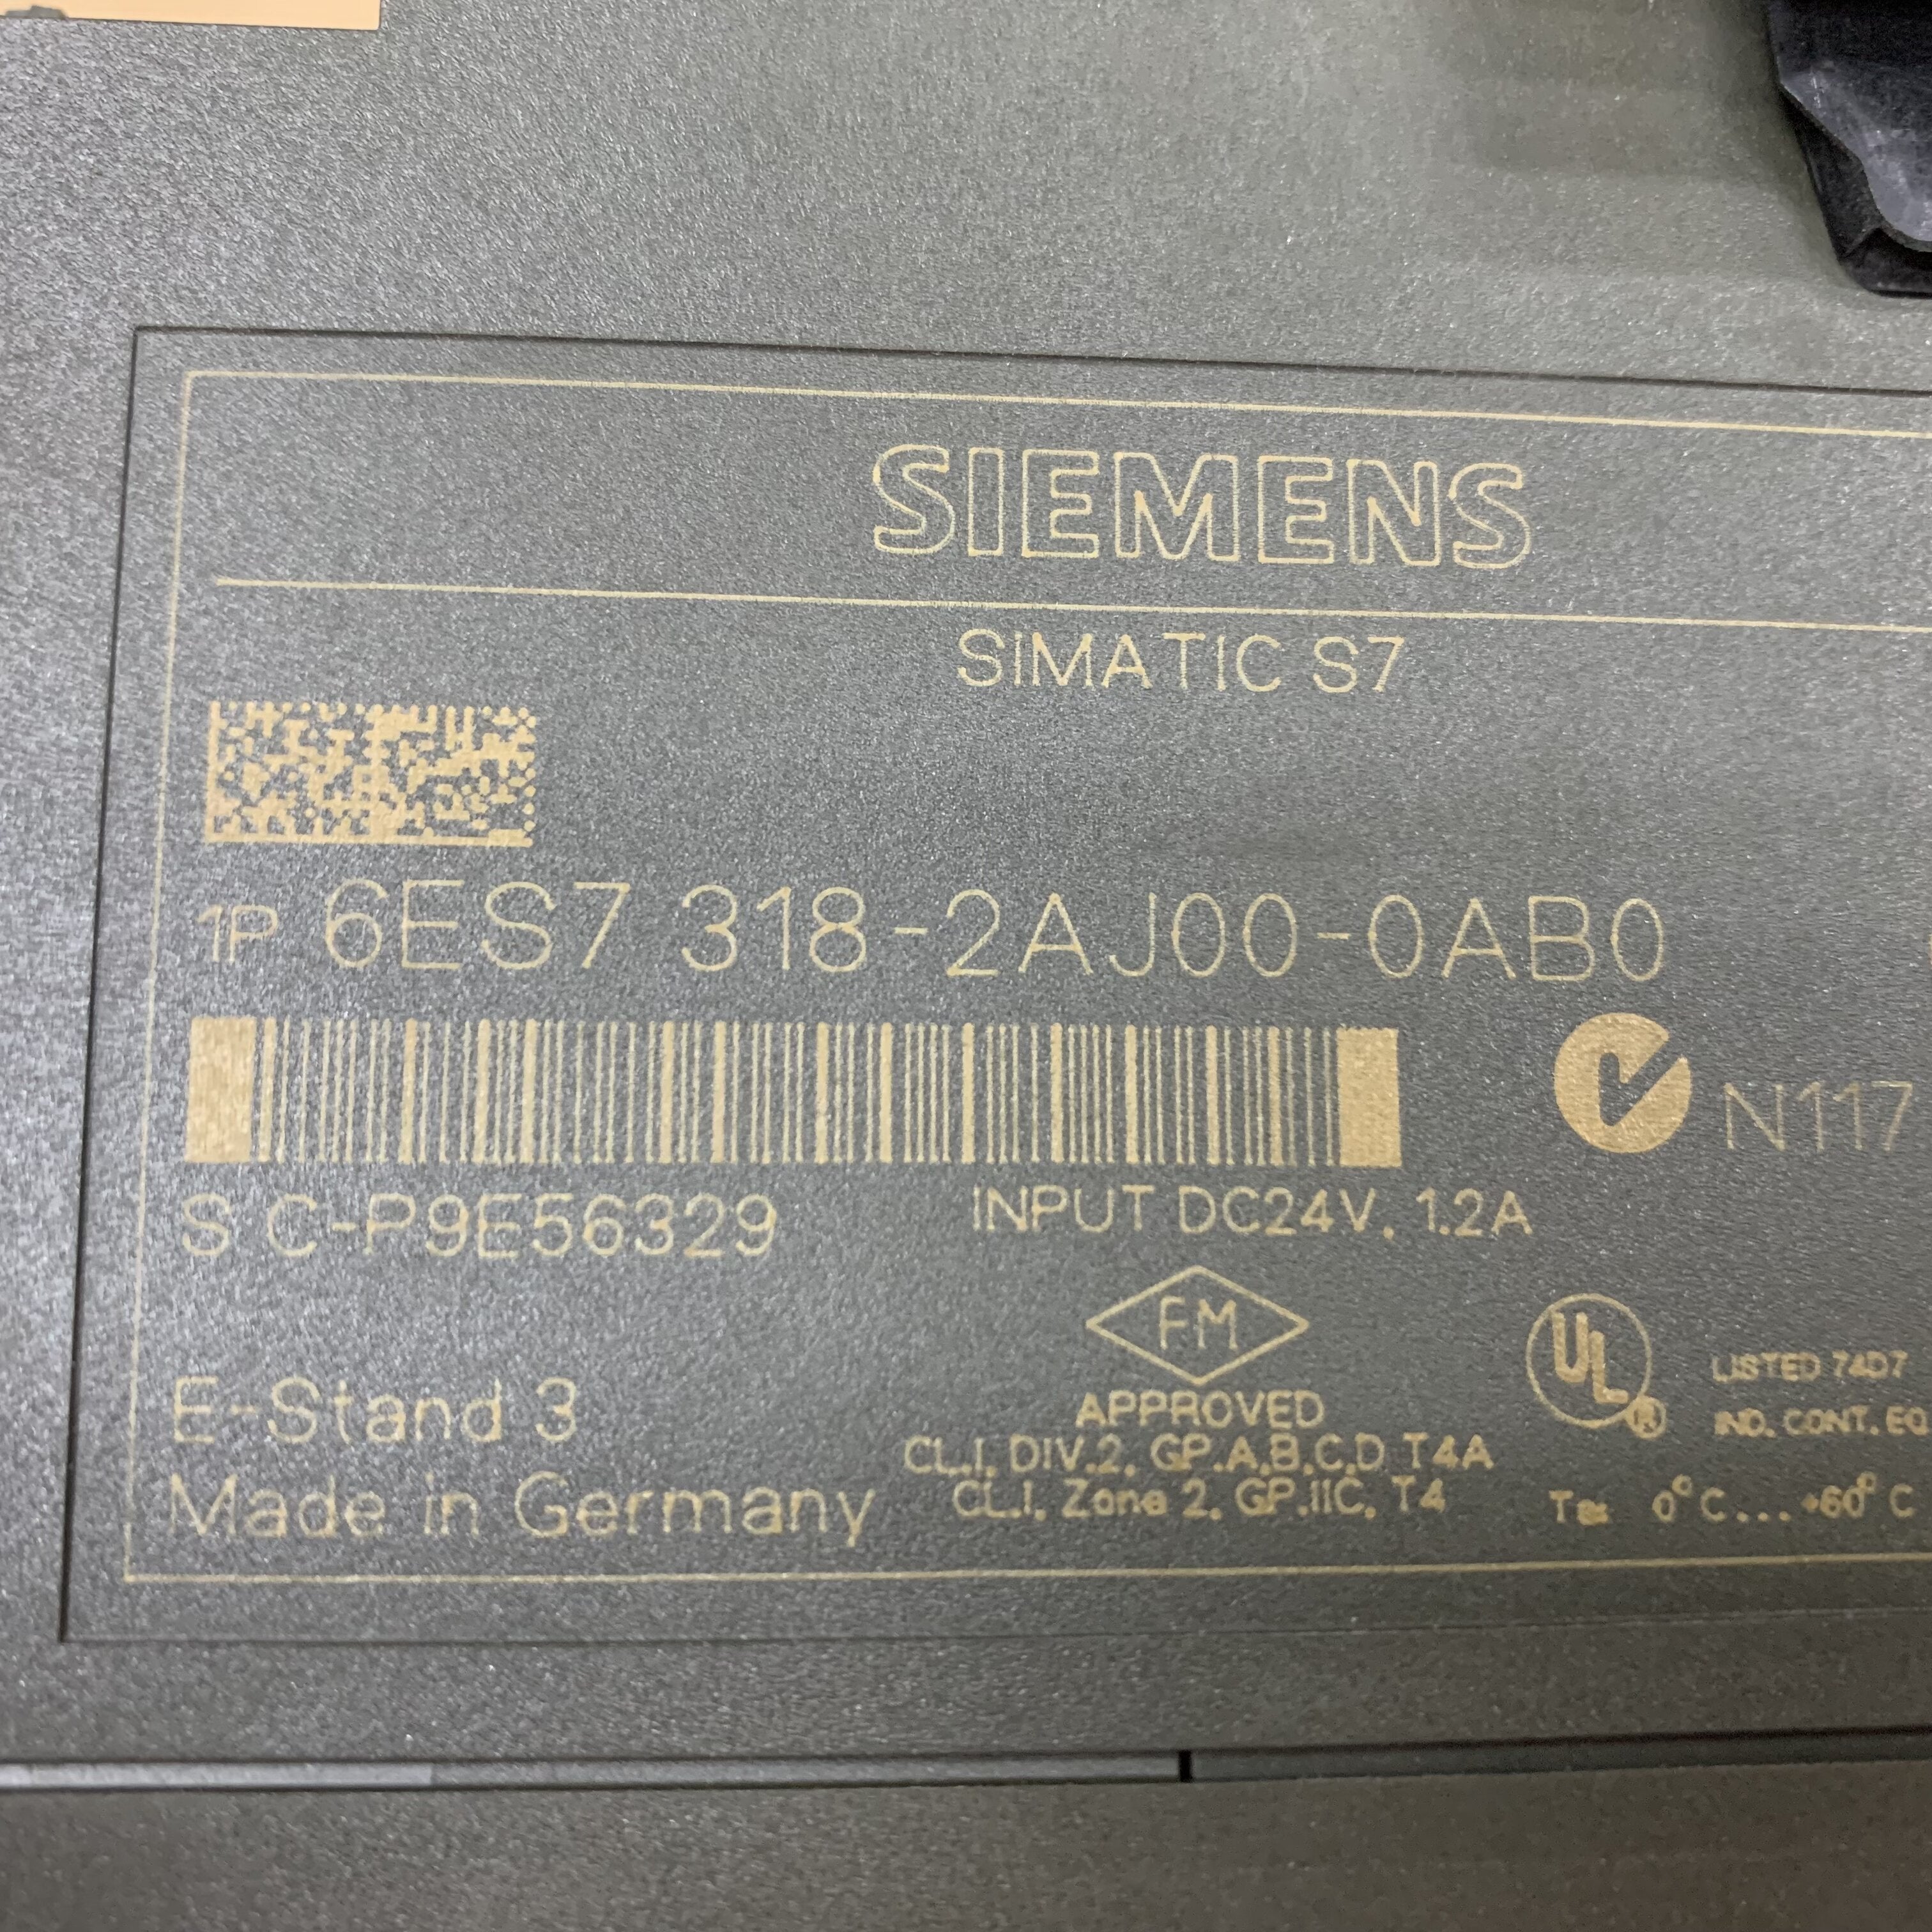 SIEMENS
SIMATIC S7
1P 6ES7 318-2AJ00-0AB0
N117
S C-P9E56329
INPUT DC24V, 1.2A
FM
APPROVED
CL.I, DIV.2, GP.A,B,C,D T4A
CL.I, Zone 2, GP.IIC, T4
UL ®
LISTED 74D7
IND. CONT. EQ
E-Stand 3
Made in Germany
0°C...+60°C